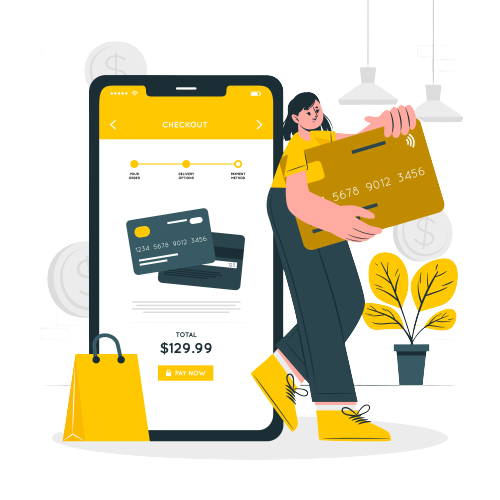 CHECKOUT
YOUR
ORDER
DELIVERY
OPTIONS
PAYMENT
METHOD
1234 5678 9012 3456
123
TOTAL
$129.99
PAY NOW
5678 9012 3456
$
$
$